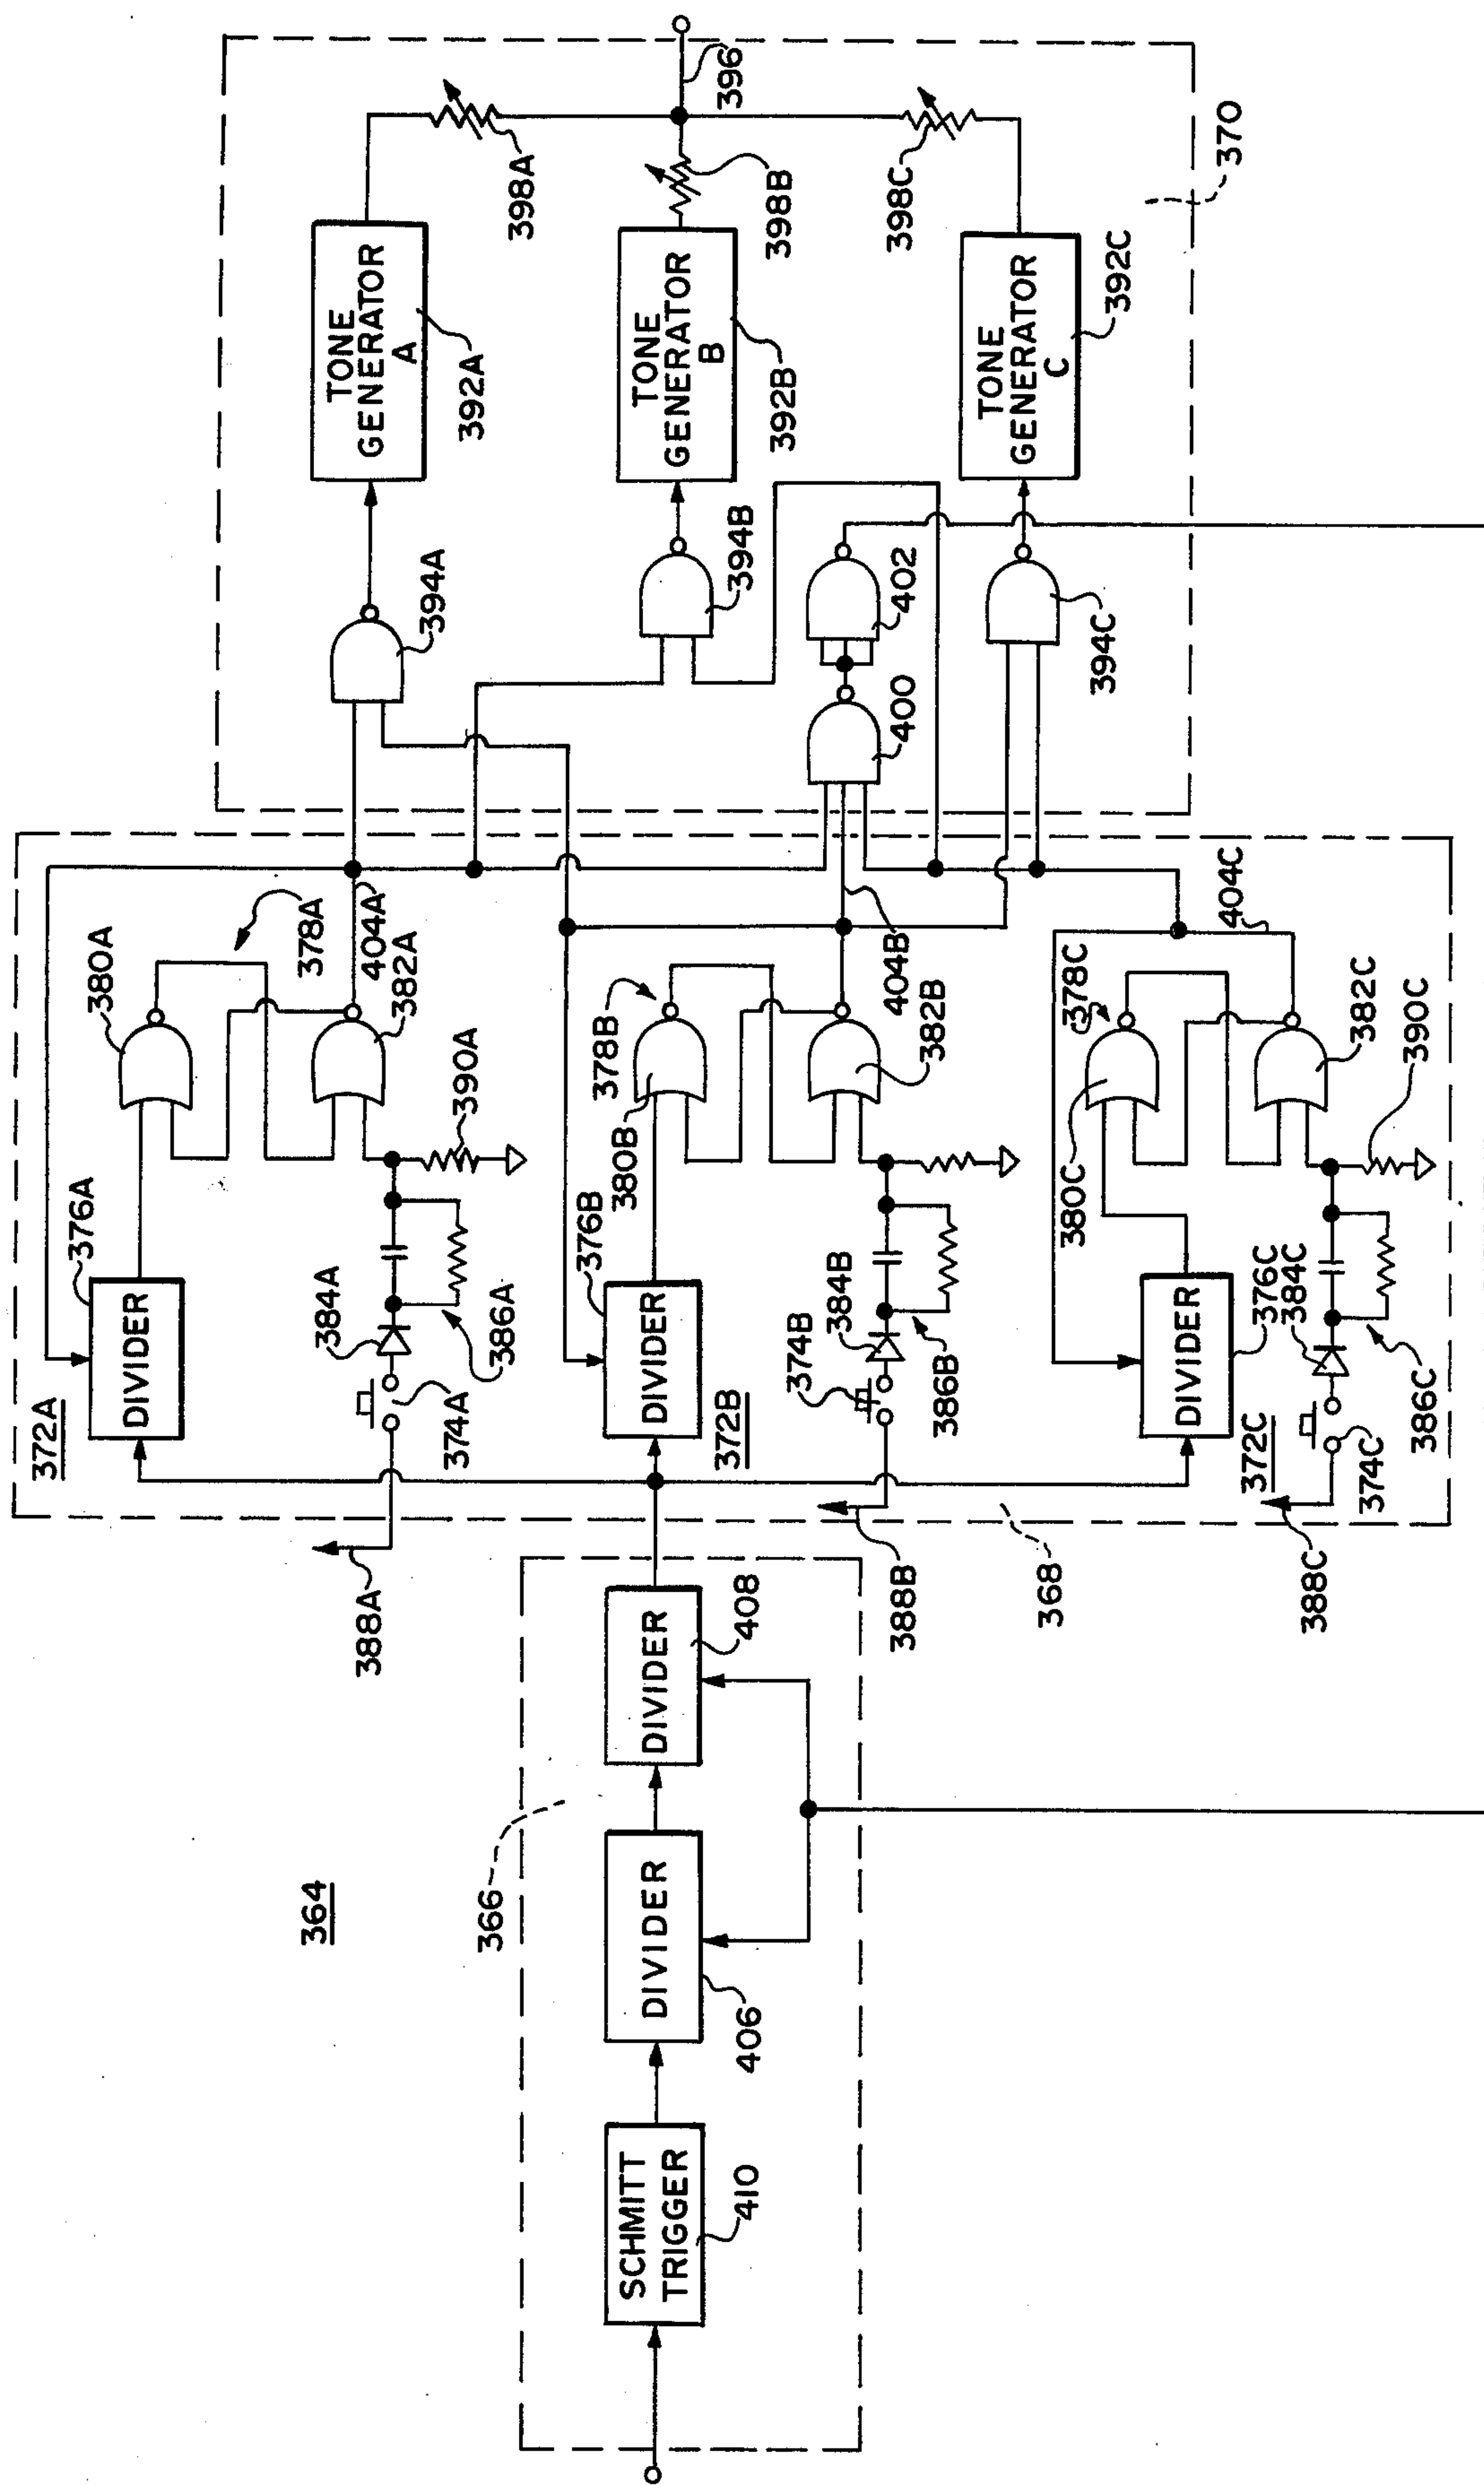 396
398A
398B
398C
370
TONE
GENERATOR
A
392A
TONE
GENERATOR
B
392B
TONE
GENERATOR
C
392C
394A
394B
402
400
394C
380A
378A
404A
382A
390A
378B
380B
382B
404B
404C
378C
380C
382C
390C
376A
DIVIDER
372A
384A
386A
374A
376B
DIVIDER
372B
374B
384B
386B
376C
384C
DIVIDER
372C
386C
374C
388A
388B
368
388C
DIVIDER
408
366
364
DIVIDER
406
SCHMITT
TRIGGER
410